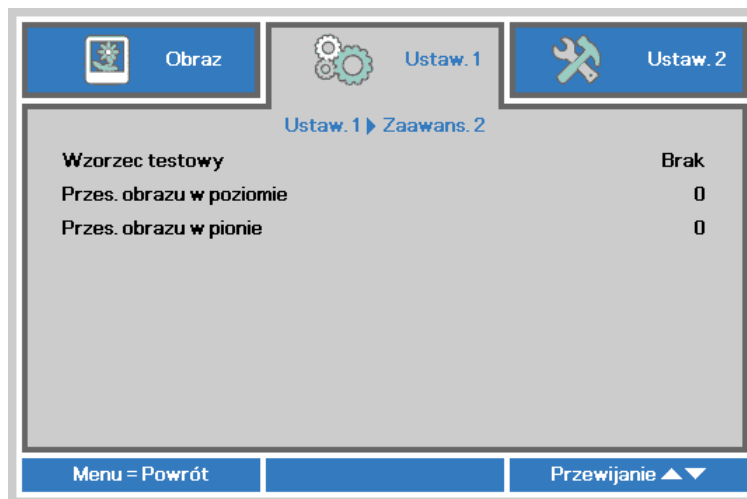 Obraz
Ustaw. 1
Ustaw. 2
Ustaw. 1 ▶ Zaawans. 2
Wzorzec testowy Brak
Przes. obrazu w poziomie 0
Przes. obrazu w pionie 0
Menu = Powrót
Przewijanie ▲▼